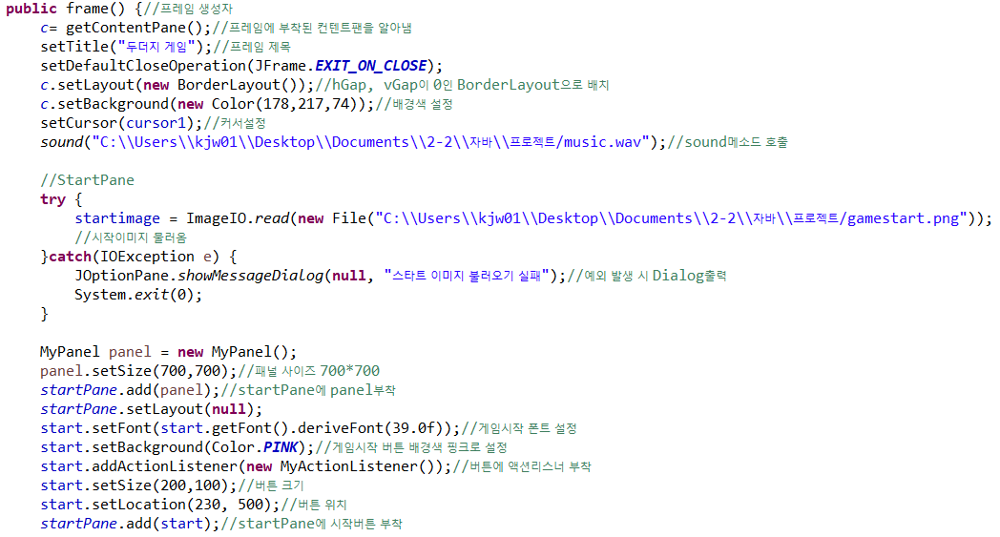 public frame() {//프레임 생성자
c= getContentPane();//프레임에 부착된 컨텐트팬을 알아냄
setTitle("두더지 게임");//프레임 제목
setDefaultCloseOperation(JFrame.EXIT_ON_CLOSE);
c.setLayout(new BorderLayout());//hGap, vGap이 0인 BorderLayout으로 배치
c.setBackground(new Color(178,217,74));//배경색 설정
setCursor(cursor1);//커서설정
sound("C:\\Users\\kjw01\\Desktop\\Documents\\2-2\\자바\\프로젝트/music.wav");//sound메소드 호출
//StartPane
try {
startimage = ImageIO.read(new File("C:\\Users\\kjw01\\Desktop\\Documents\\2-2\\자바\\프로젝트/gamestart.png"));
//시작이미지 불러옴
}catch(IOException e) {
JOptionPane.showMessageDialog(null, "스타트 이미지 불러오기 실패");//예외 발생 시 Dialog출력
System.exit(0);
}
MyPanel panel = new MyPanel();
panel.setSize(700,700);//패널 사이즈 700*700
startPane.add(panel);//startPane에 panel부착
startPane.setLayout(null);
start.setFont(start.getFont().deriveFont(39.0f));//게임시작 폰트 설정
start.setBackground(Color.PINK);//게임시작 버튼 배경색 핑크로 설정
start.addActionListener(new MyActionListener());//버튼에 액션리스너 부착
start.setSize(200,100);//버튼 크기
start.setLocation(230, 500);//버튼 위치
startPane.add(start);//startPane에 시작버튼 부착